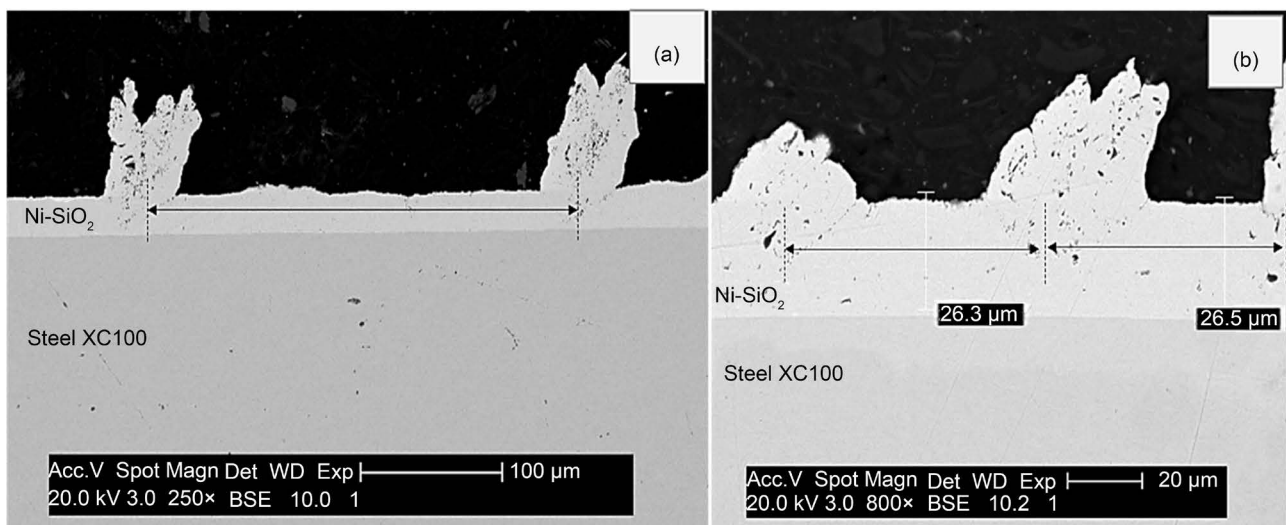 (a)
Ni-SiO₂
Steel XC100
Acc.V Spot Magn Det WD Exp
100 µm
20.0 kV 3.0 250× BSE 10.0 1
(b)
Ni-SiO₂
26.3 µm
26.5 µm
Steel XC100
Acc.V Spot Magn Det WD Exp
20 µm
20.0 kV 3.0 800× BSE 10.2 1